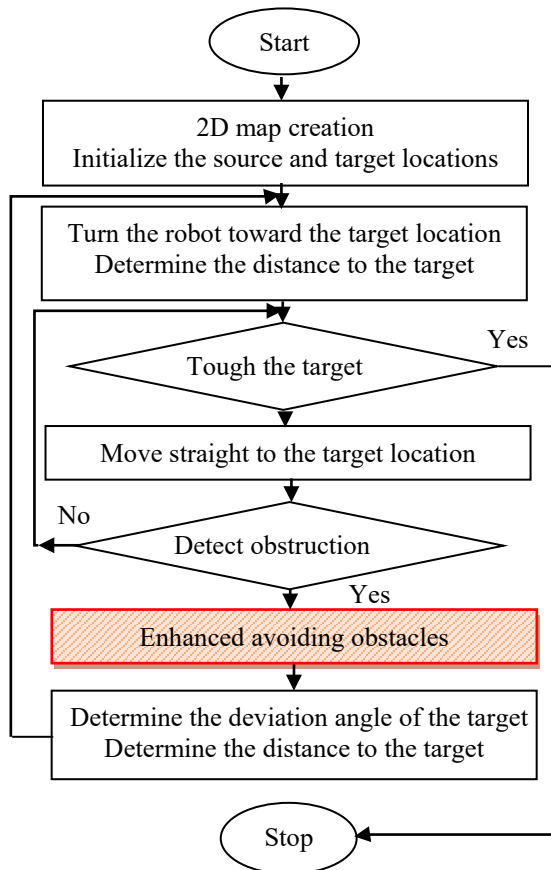 Start
2D map creation
Initialize the source and target locations
Turn the robot toward the target location
Determine the distance to the target
Yes
Tough the target
Move straight to the target location
No
Detect obstruction
Yes
Enhanced avoiding obstacles
Determine the deviation angle of the target
Determine the distance to the target
Stop